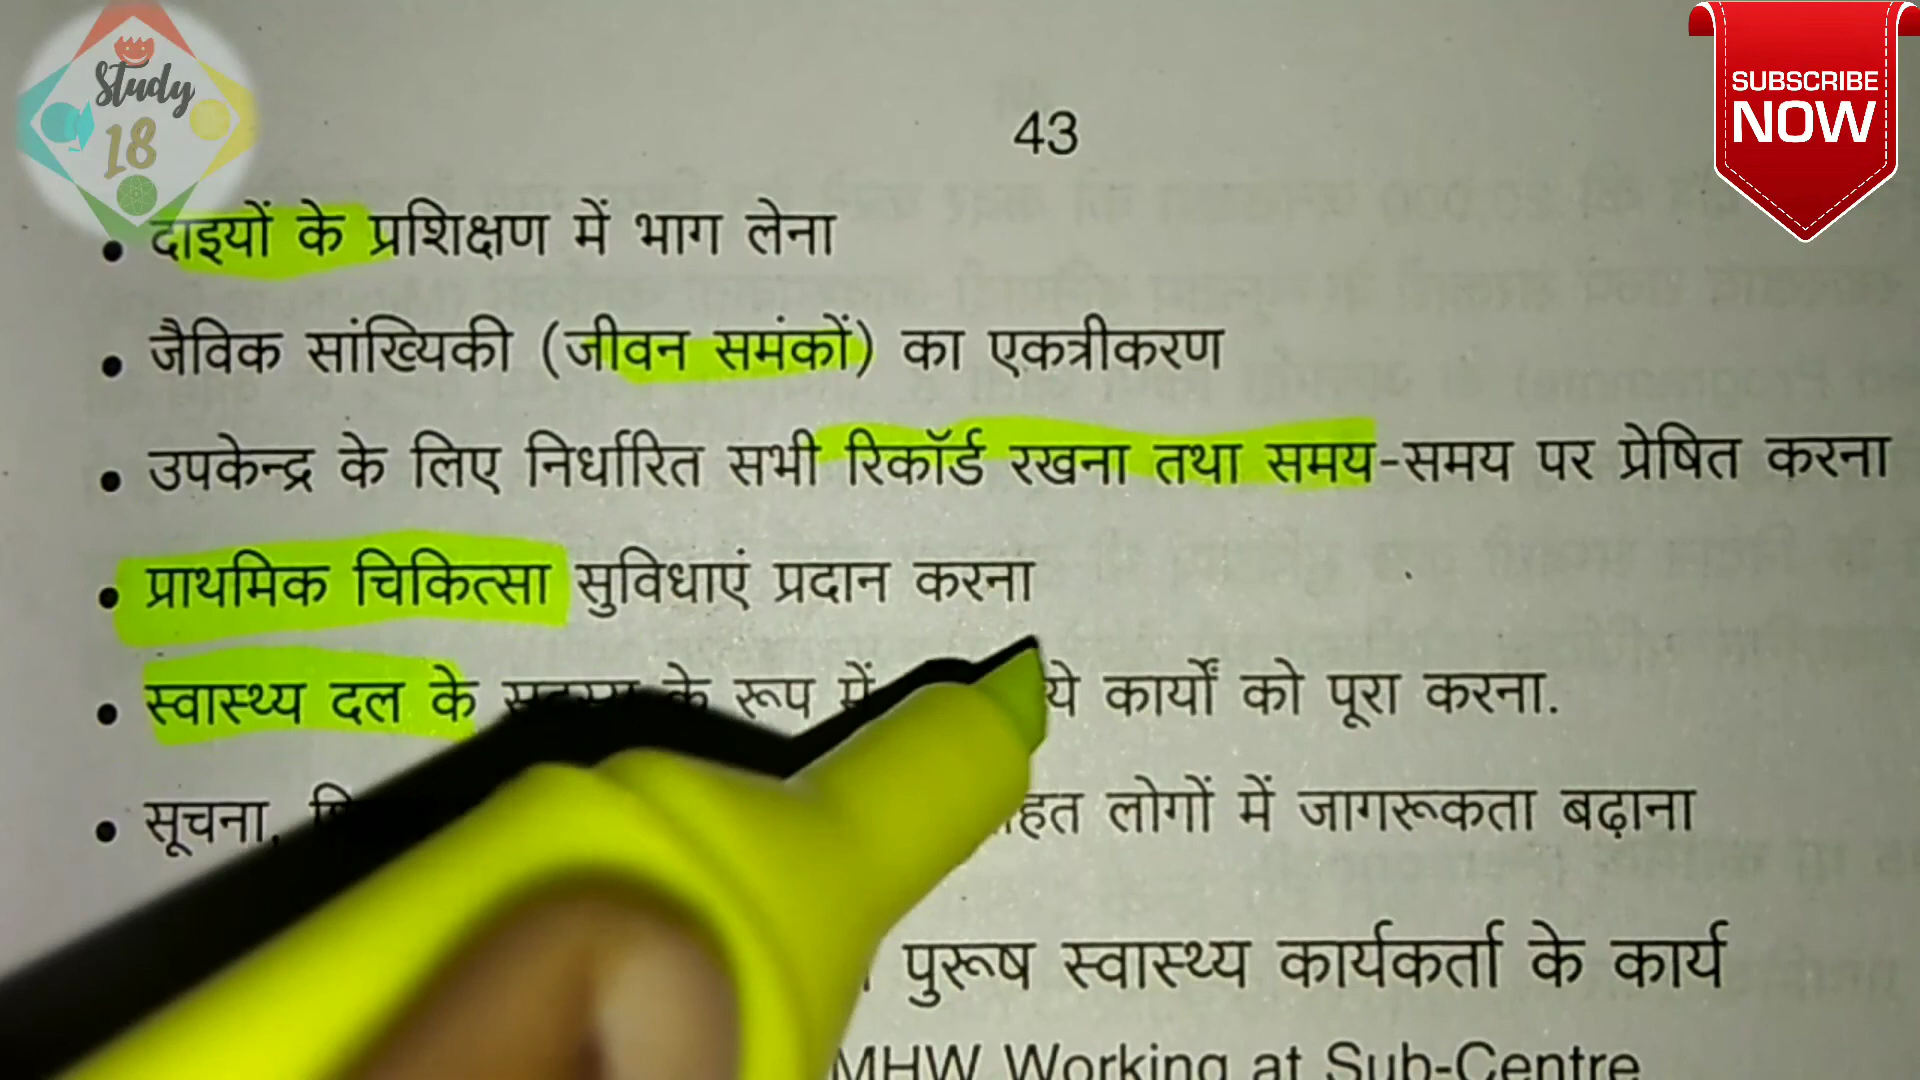 Study
18
SUBSCRIBE
NOW
43
• दाइयों के प्रशिक्षण में भाग लेना
• जैविक सांख्यिकी (जीवन समंकों) का एकत्रीकरण
• उपकेन्द्र के लिए निर्धारित सभी रिकॉर्ड रखना तथा समय-समय पर प्रेषित करना
• प्राथमिक चिकित्सा सुविधाएं प्रदान करना
• स्वास्थ्य दल के सदस्य के रूप में ये कार्यों को पूरा करना.
• सूचना, लोगों में जागरूकता बढ़ाना
पुरूष स्वास्थ्य कार्यकर्ता के कार्य
MHW Working at Sub-Centre